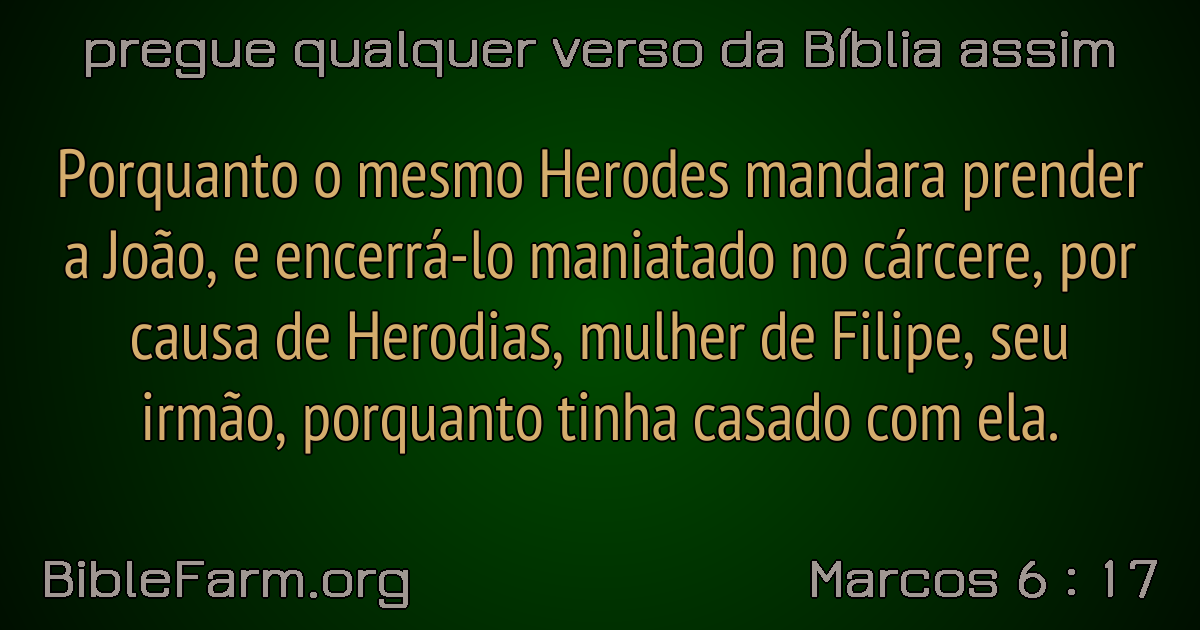 pregue qualquer verso da Bíblia assim
Porquanto o mesmo Herodes mandara prender
a João, e encerrá-lo maniatado no cárcere, por
causa de Herodias, mulher de Filipe, seu
irmão, porquanto tinha casado com ela.
BibleFarm.org
Marcos 6 : 17